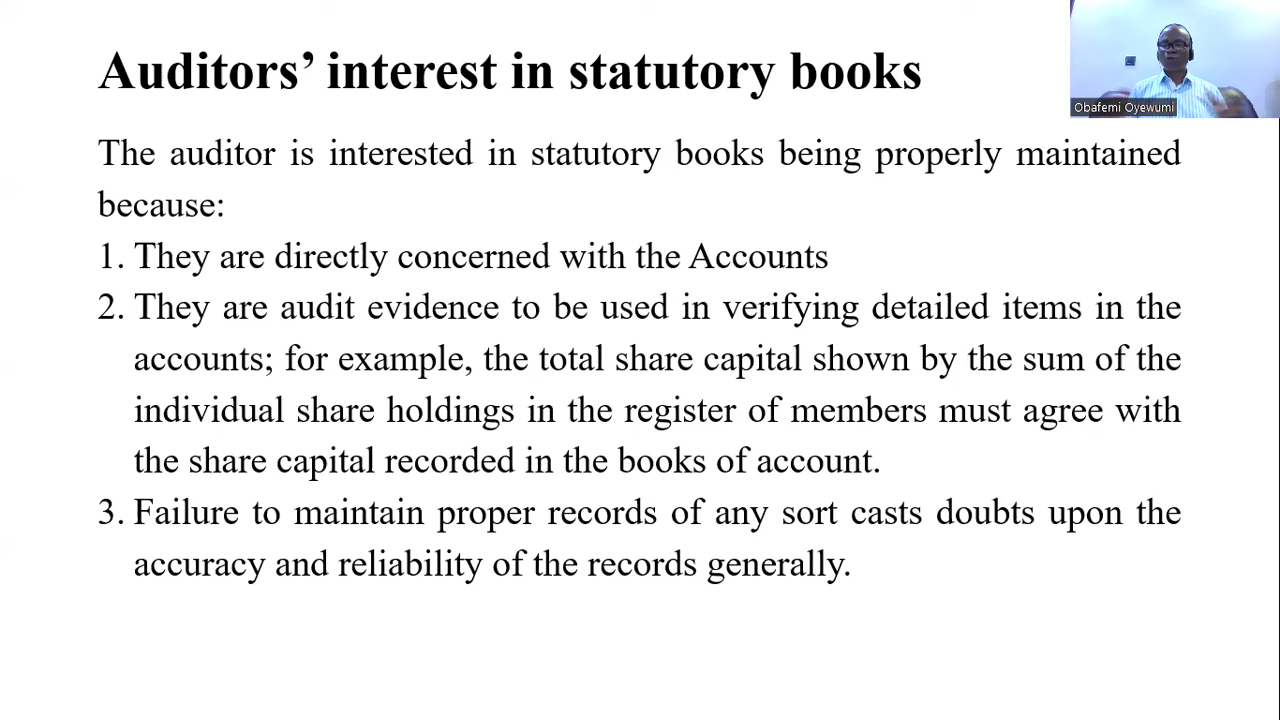 Auditors’ interest in statutory books
Obafemi Oyewumi
The auditor is interested in statutory books being properly maintained
because:
1. They are directly concerned with the Accounts
2. They are audit evidence to be used in verifying detailed items in the
accounts; for example, the total share capital shown by the sum of the
individual share holdings in the register of members must agree with
the share capital recorded in the books of account.
3. Failure to maintain proper records of any sort casts doubts upon the
accuracy and reliability of the records generally.